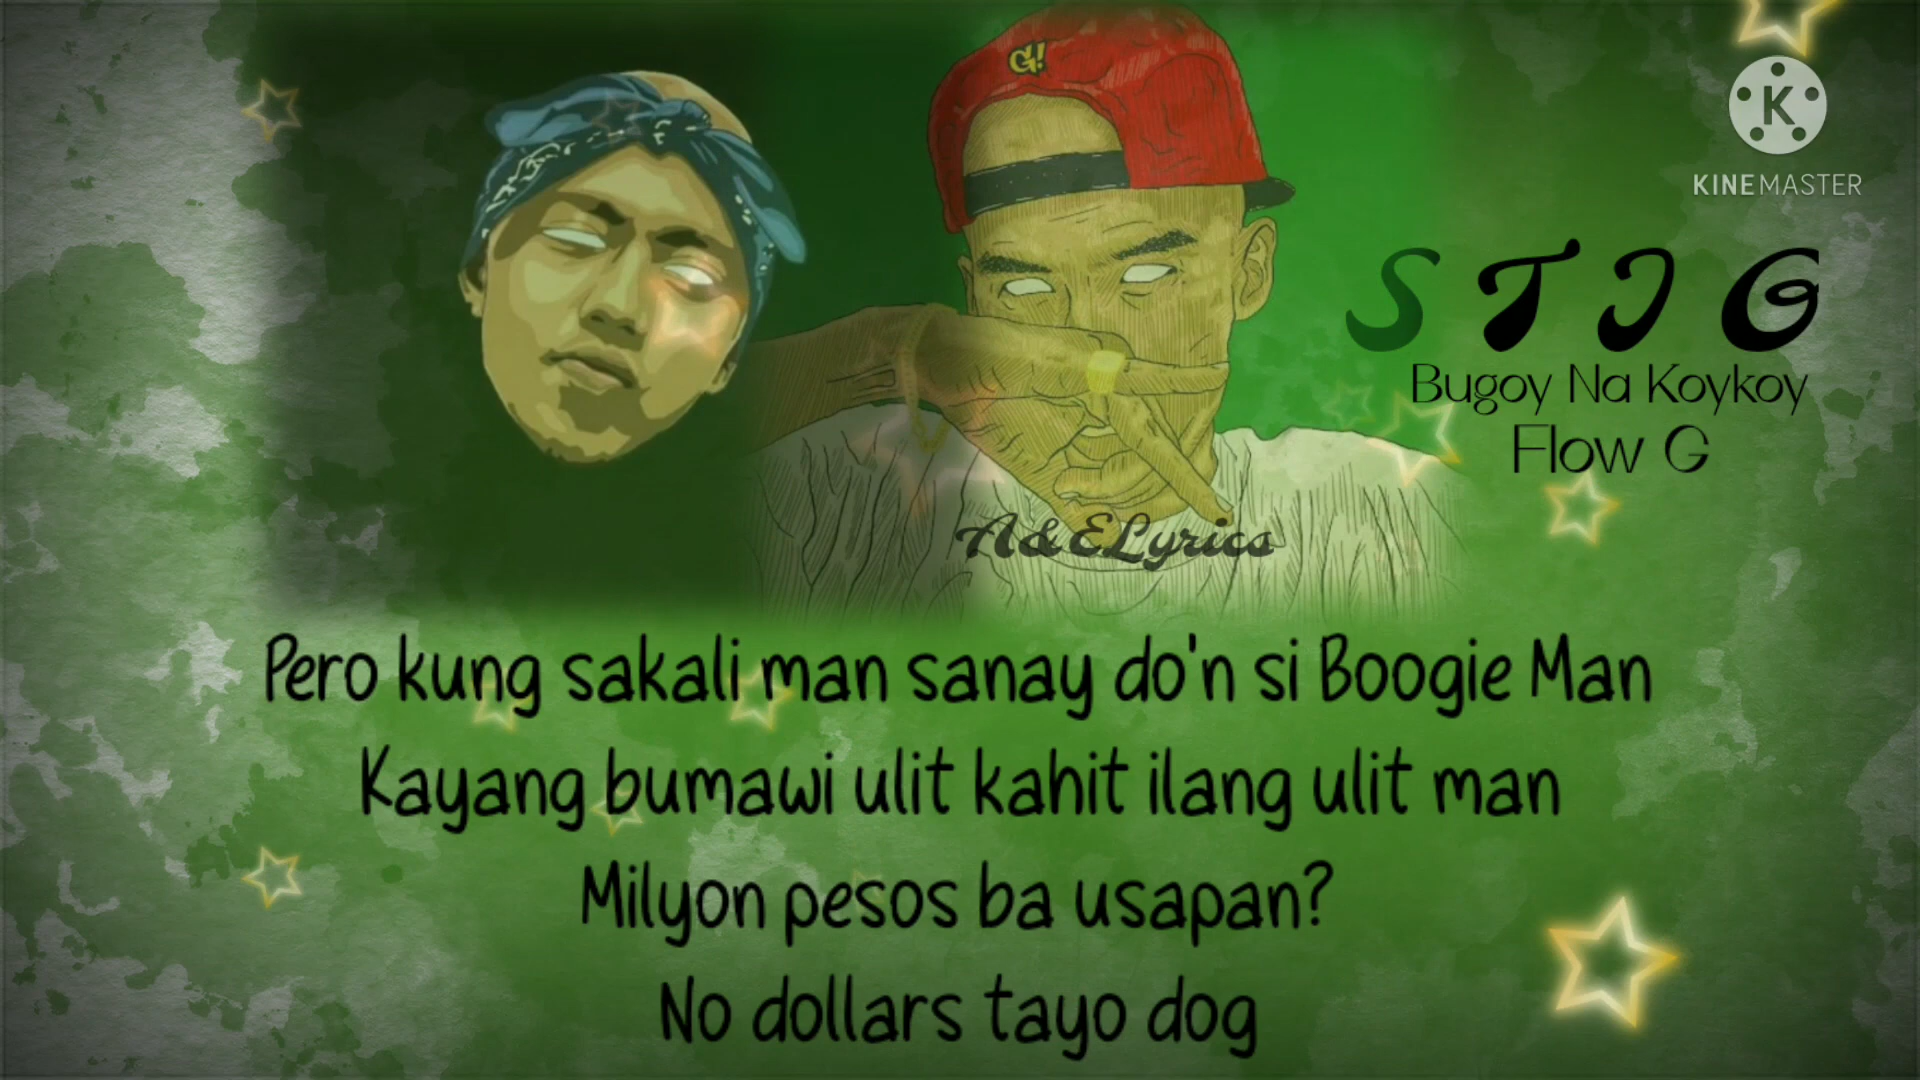 G!
K
KINEMASTER
STIG
Bugoy Na Koykoy
Flow G
A&ELyrics
Pero kung sakali man sanay do'n si Boogie Man
Kayang bumawi ulit kahit ilang ulit man
Milyon pesos ba usapan?
No dollars tayo dog